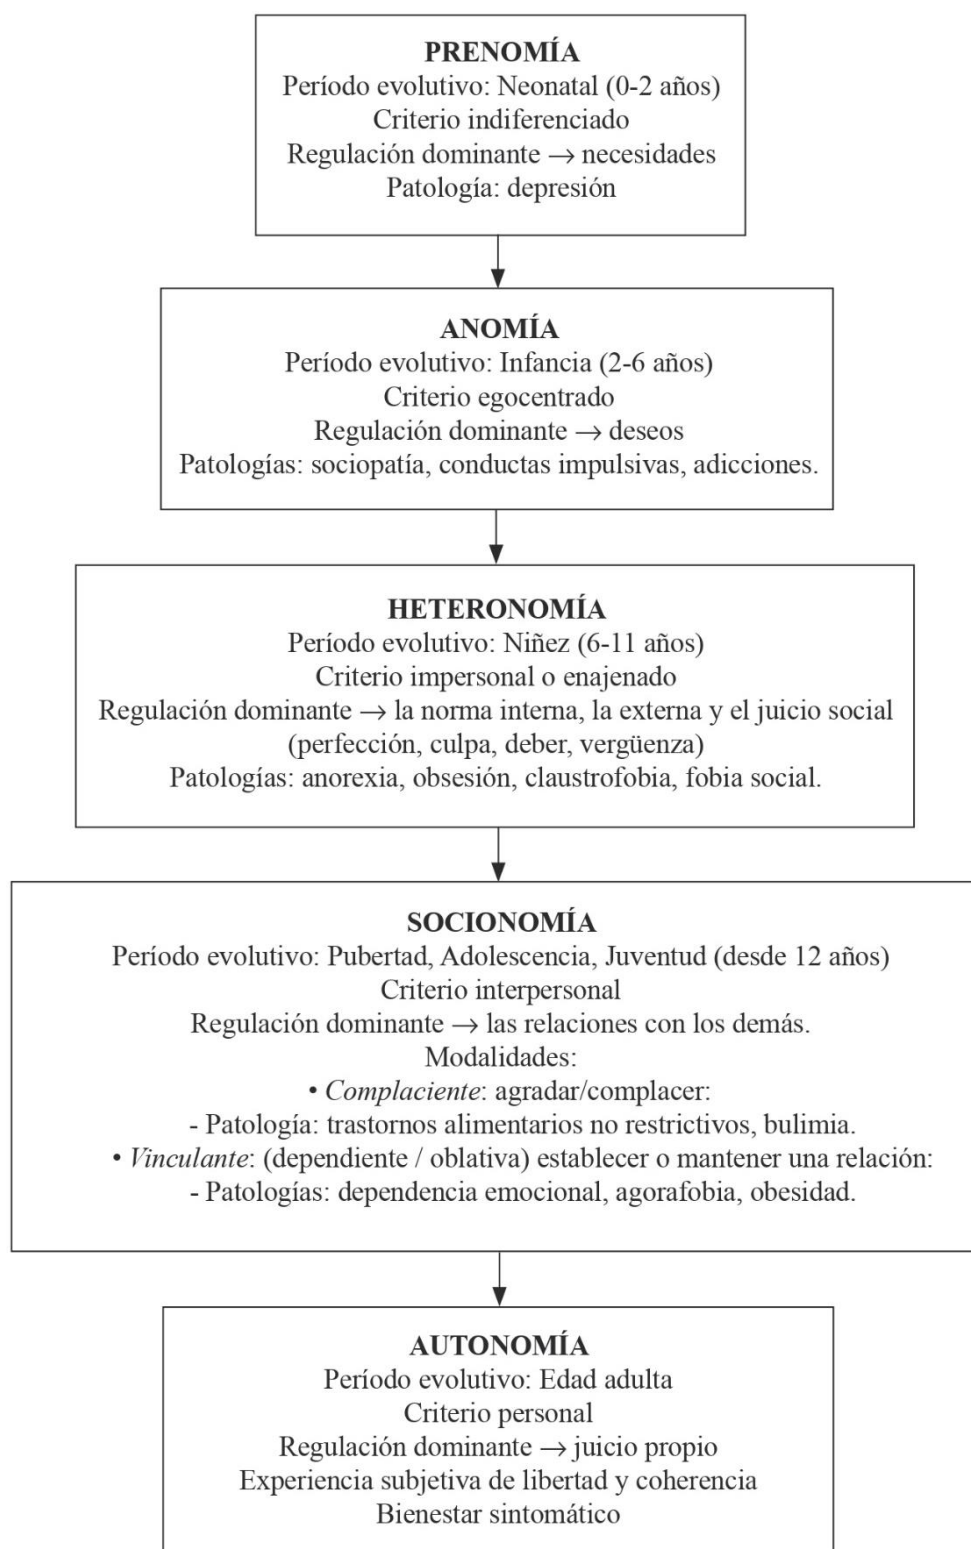 PRENOMÍA
Período evolutivo: Neonatal (0-2 años)
Criterio indiferenciado
Regulación dominante → necesidades
Patología: depresión
ANOMÍA
Período evolutivo: Infancia (2-6 años)
Criterio egocentrado
Regulación dominante → deseos
Patologías: sociopatía, conductas impulsivas, adicciones.
HETERONOMÍA
Período evolutivo: Niñez (6-11 años)
Criterio impersonal o enajenado
Regulación dominante → la norma interna, la externa y el juicio social
(perfección, culpa, deber, vergüenza)
Patologías: anorexia, obsesión, claustrofobia, fobia social.
SOCIONOMÍA
Período evolutivo: Pubertad, Adolescencia, Juventud (desde 12 años)
Criterio interpersonal
Regulación dominante → las relaciones con los demás.
Modalidades:
• Complaciente: agradar/complacer:
- Patología: trastornos alimentarios no restrictivos, bulimia.
• Vinculante: (dependiente / oblativa) establecer o mantener una relación:
- Patologías: dependencia emocional, agorafobia, obesidad.
AUTONOMÍA
Período evolutivo: Edad adulta
Criterio personal
Regulación dominante → juicio propio
Experiencia subjetiva de libertad y coherencia
Bienestar sintomático